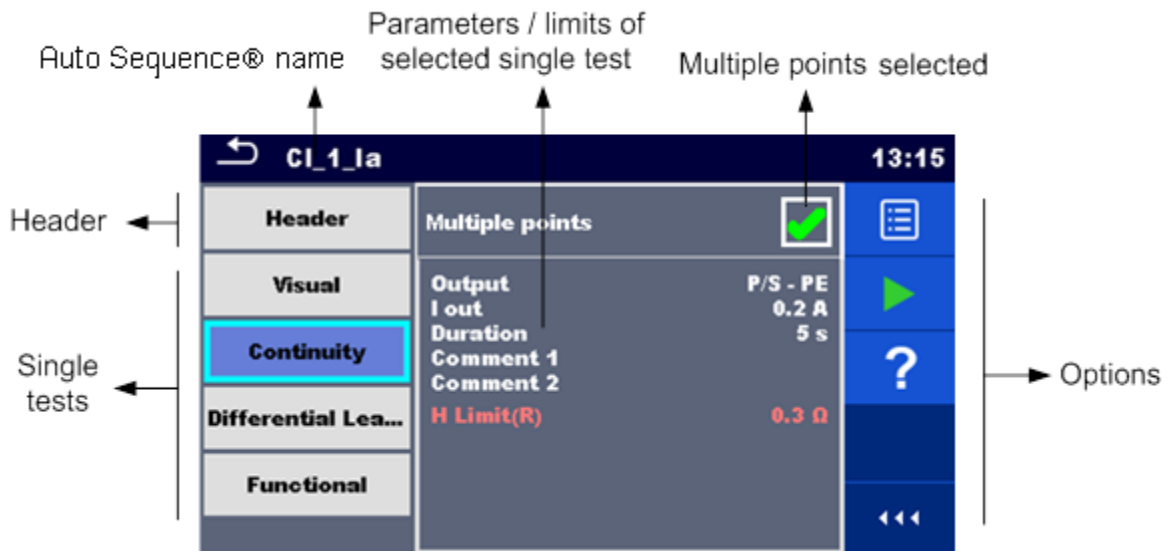 Auto Sequence® name
Parameters / limits of
selected single test
Multiple points selected
Cl_1_Ia
13:15
Header
Header
Multiple points
Single
tests
Visual
Continuity
Differential Lea...
Functional
Output P/S - PE
I out 0.2 A
Duration 5 s
Comment 1
Comment 2
H Limit(R) 0.3 Ω
?
Options